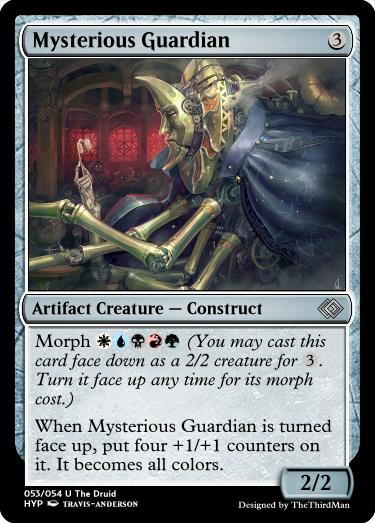 Mysterious Guardian 3
Artifact Creature — Construct
Morph (You may cast this
card face down as a 2/2 creature for 3.
Turn it face up any time for its morph
cost.)
When Mysterious Guardian is turned
face up, put four +1/+1 counters on
it. It becomes all colors.
2/2
053/054 U The Druid
HYP TRAVIS-ANDERSON
Designed by TheThirdMan